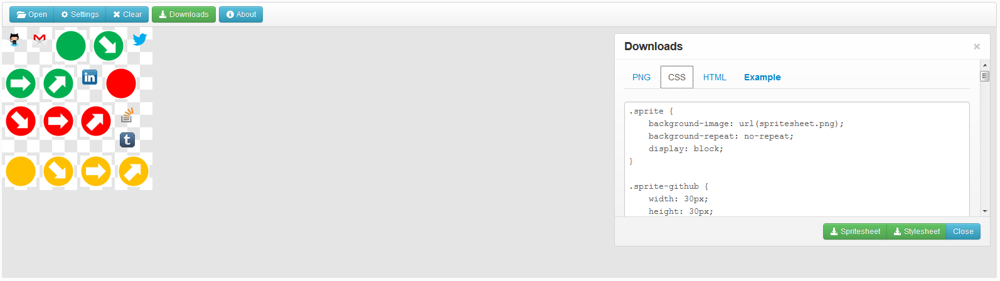 Open Settings Clear Downloads About
in
t
Downloads ×
PNG CSS HTML Example
.sprite {
background-image: url(spritesheet.png);
background-repeat: no-repeat;
display: block;
}
.sprite-github {
width: 30px;
height: 30px;
Spritesheet Stylesheet Close